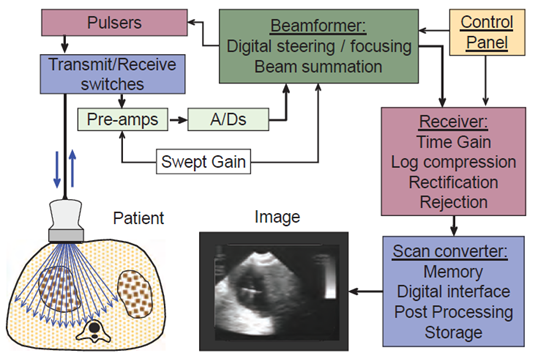 Pulsers
Beamformer:
Digital steering / focusing
Beam summation
Control
Panel
Transmit/Receive
switches
Pre-amps
A/Ds
Swept Gain
Receiver:
Time Gain
Log compression
Rectification
Rejection
Patient
Image
Scan converter:
Memory
Digital interface
Post Processing
Storage